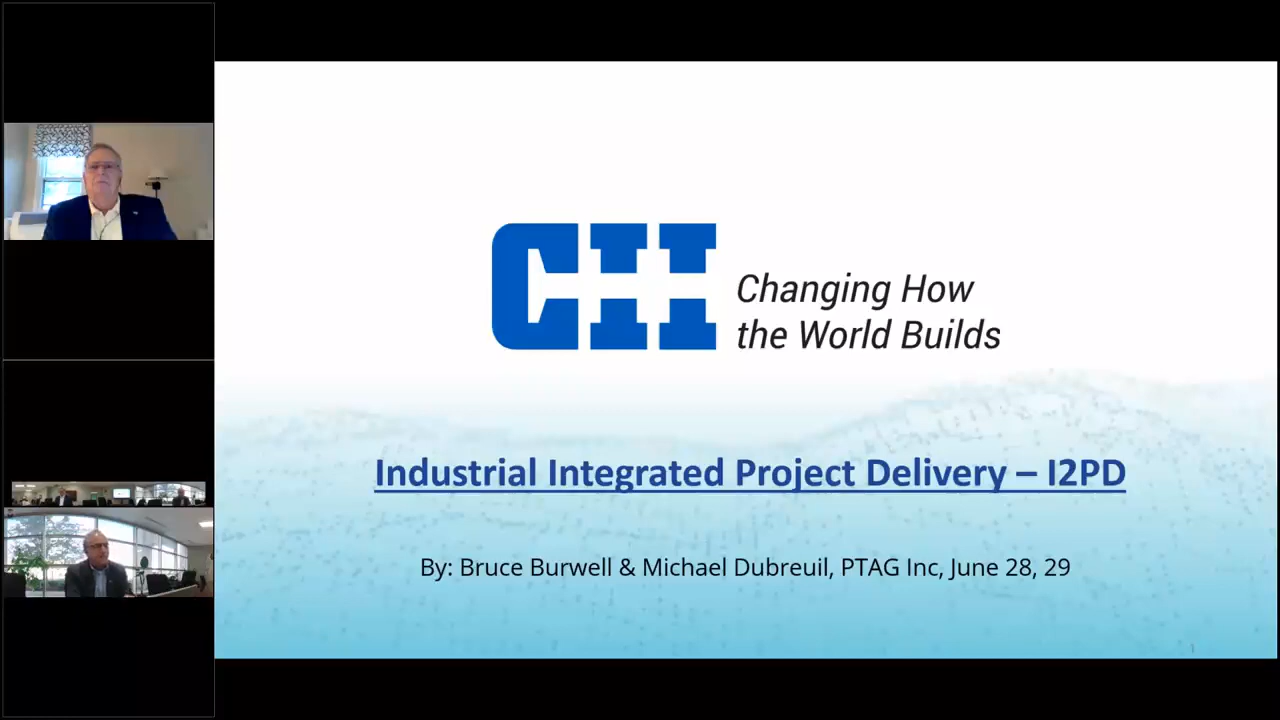 CII
Changing How
the World Builds
Industrial Integrated Project Delivery – I2PD
By: Bruce Burwell & Michael Dubreuil, PTAG Inc, June 28, 29
1